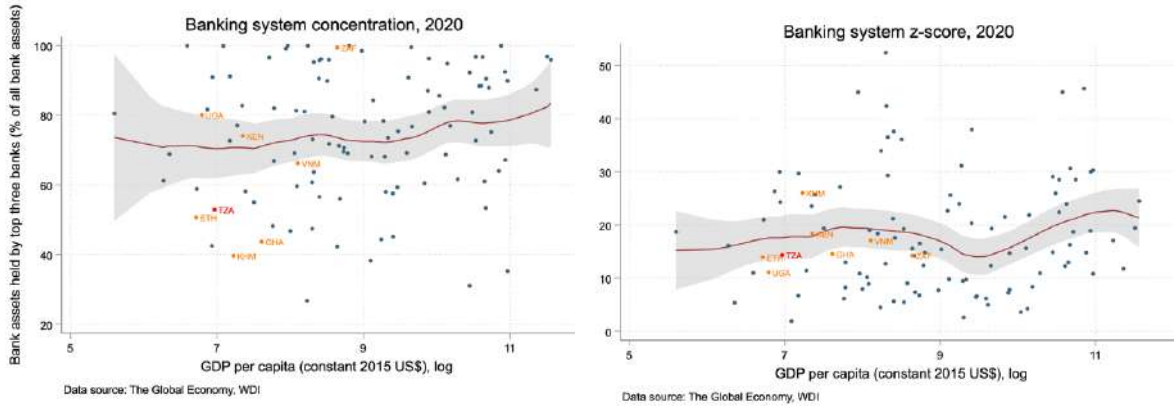 Banking system concentration, 2020
Bank assets held by top three banks (% of all bank assets)
100
80
60
40
20
ZAF
UGA
KEN
VNM
TZA
ETH
GHA
KHM
5
7
9
11
GDP per capita (constant 2015 US$), log
Data source: The Global Economy, WDI
Banking system z-score, 2020
50
40
30
20
10
0
KHM
KEN
VNM
ETH
TZA
GHA
ZAF
UGA
5
7
9
11
GDP per capita (constant 2015 US$), log
Data source: The Global Economy, WDI